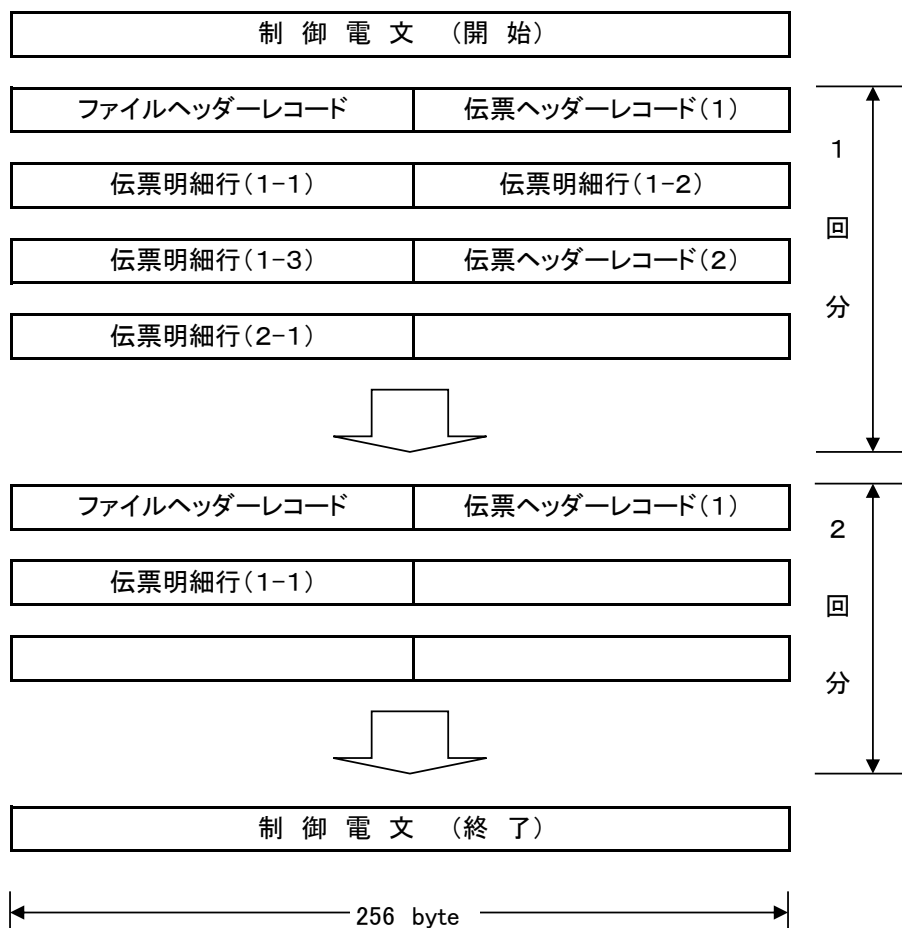 制 御 電 文 （開 始）
ファイルヘッダーレコード 伝票ヘッダーレコード（１）
伝票明細行（１－１） 伝票明細行（１－２）
伝票明細行（１－３） 伝票ヘッダーレコード（２）
伝票明細行（２－１）
１
回
分
ファイルヘッダーレコード 伝票ヘッダーレコード（１）
伝票明細行（１－１）
２
回
分
制 御 電 文 （終 了）
256 byte